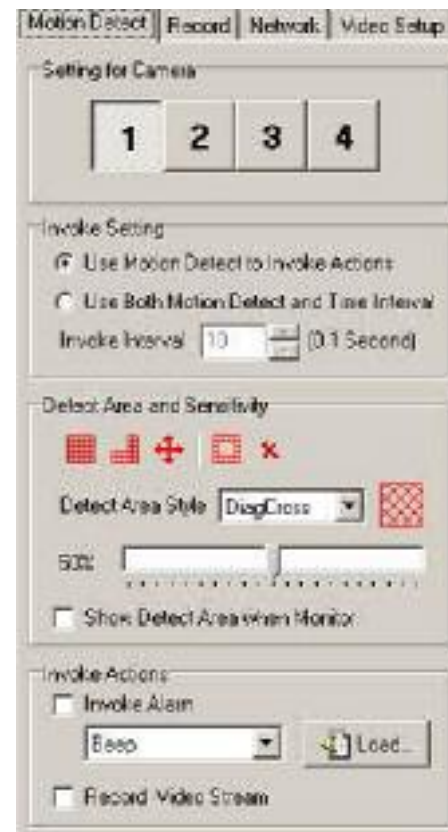 Motion Detect Record Network Video Setup
Setting for Camera
1 2 3 4
Invoke Setting
Use Motion Detect to Invoke Actions
Use Both Motion Detect and Time Interval
Invoke Interval 10 (0.1 Second)
Detect Area and Sensitivity
Detect Area Style DiagCross
50%
Show Detect Area when Monitor
Invoke Actions
Invoke Alarm
Beep Load...
Record Video Stream